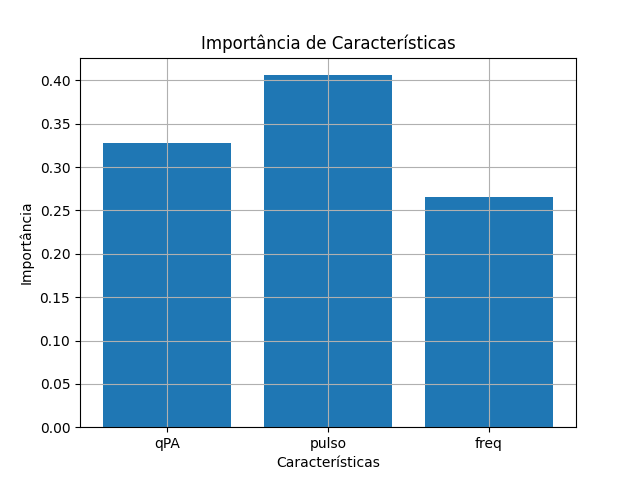 Importância de Características
Importância
0.40
0.35
0.30
0.25
0.20
0.15
0.10
0.05
0.00
qPA pulso freq
Características